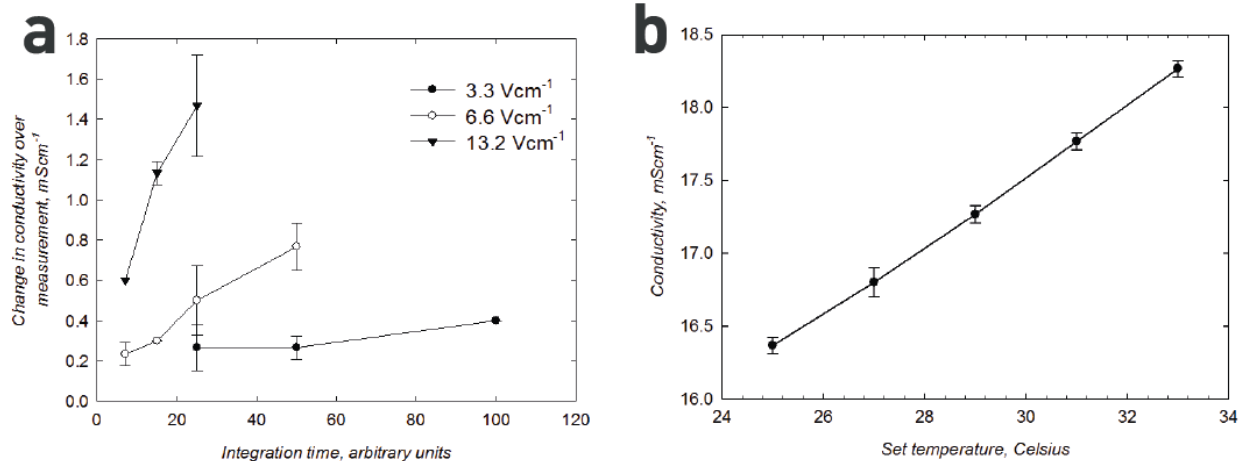 a
1.8
1.6
1.4
1.2
1.0
0.8
0.6
0.4
0.2
0.0
Change in conductivity over
measurement, mScm⁻¹
3.3 Vcm⁻¹
6.6 Vcm⁻¹
13.2 Vcm⁻¹
0 20 40 60 80 100 120
Integration time, arbitrary units
b
18.5
18.0
17.5
17.0
16.5
16.0
Conductivity, mScm⁻¹
24 26 28 30 32 34
Set temperature, Celsius